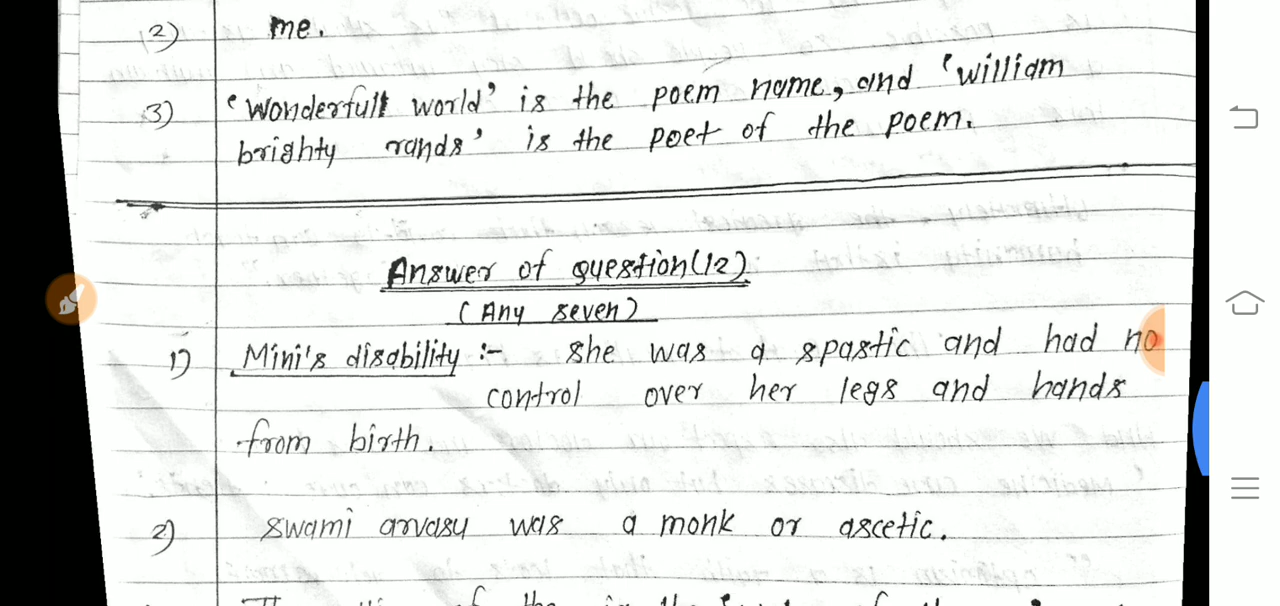 2) me.
3) 'Wonderfull world' is the poem name, and 'william
brighty rands' is the poet of the poem.
Answer of question(12)
(Any seven)
1) Mini's disability :- she was a spastic and had no
control over her legs and hands
from birth.
2) swami arvasu was a monk or ascetic.